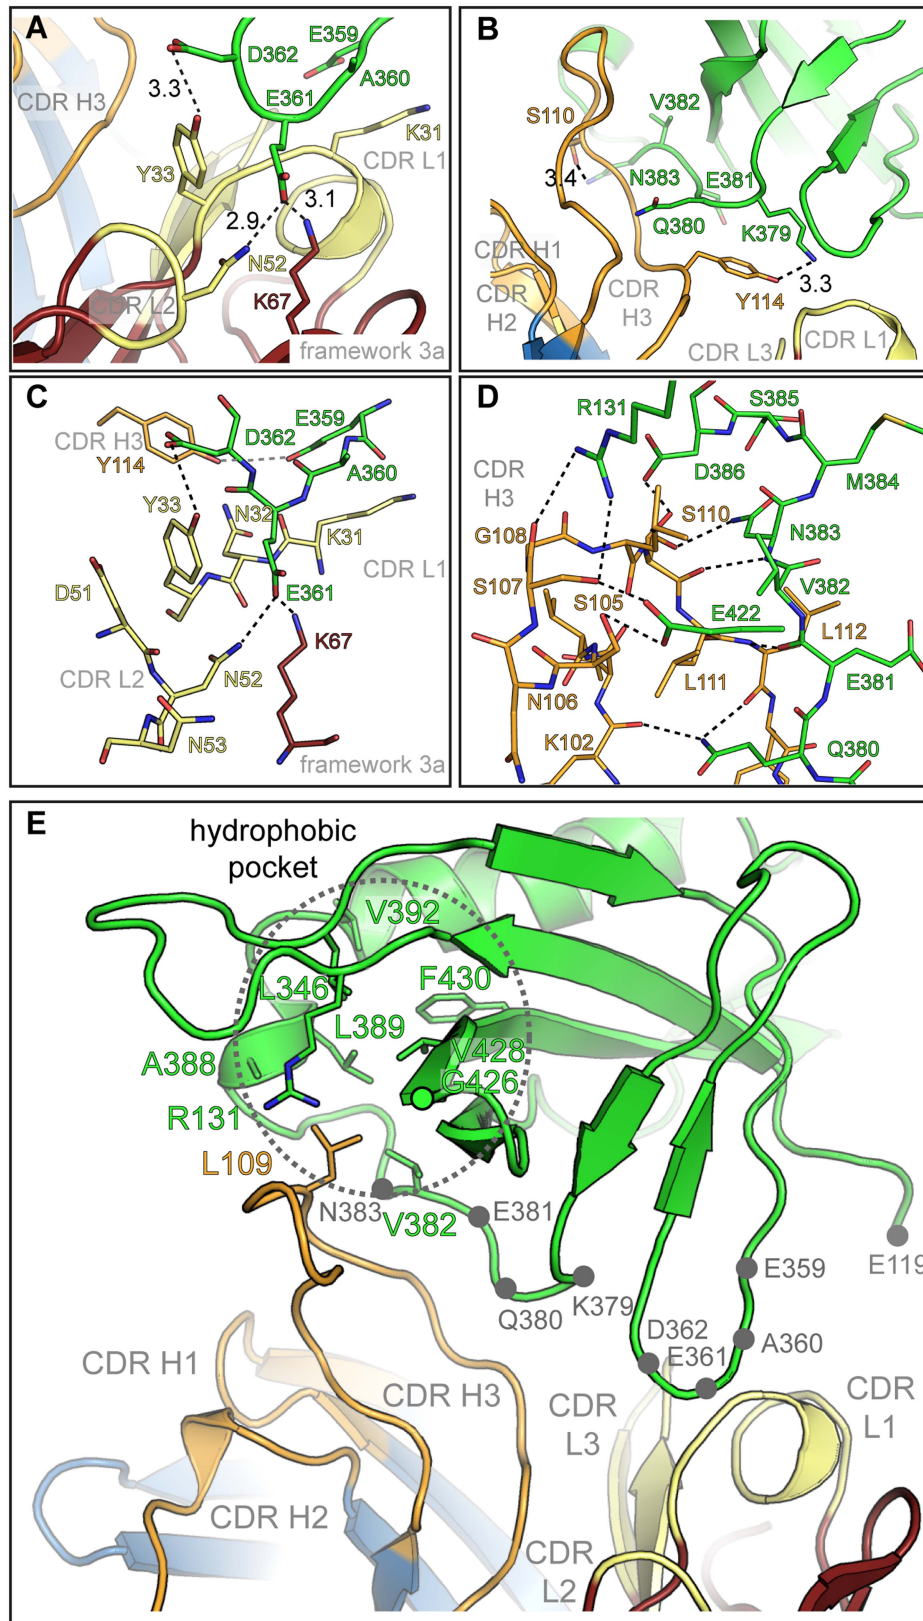 A
E359
D362
A360
3.3
CDR H3
E361
K31
CDR L1
Y33
3.1
2.9
N52
CDR L2
K67
framework 3a
B
V382
S110
3.4
N383
E381
Q380
K379
CDR H1
CDR
H2
CDR
H3
Y114
3.3
CDR L3
CDR L1
C
E359
CDR H3
D362
Y114
A360
Y33
N32
K31
CDR L1
D51
E361
K67
CDR L2
N52
N53
framework 3a
D
R131
S385
CDR
H3
D386
M384
S110
G108
N383
S107
S105
V382
E422
L112
L111
E381
N106
K102
Q380
E
hydrophobic
pocket
V392
L346
F430
L389
A388
V428
G426
R131
L109
N383
V382
E381
E119
E359
Q380
K379
D362
E361
A360
CDR H1
CDR H3
CDR
L3
CDR
L1
CDR H2
CDR
L2